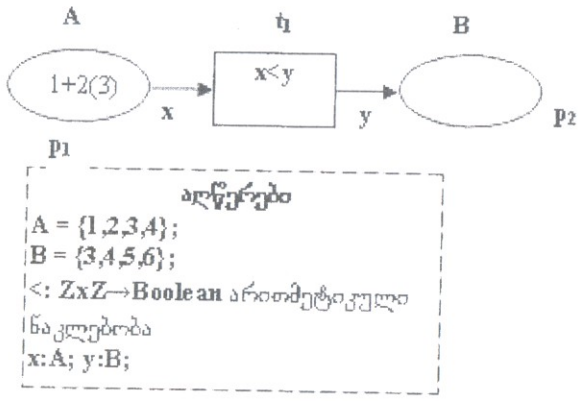 A t₁ B
1+2(3) x<y
x y
p₁ p₂
აღწერები
A = {1,2,3,4};
B = {3,4,5,6};
<: ZxZ→Boolean არითმეტიკული
ნაკლებობა
x:A; y:B;